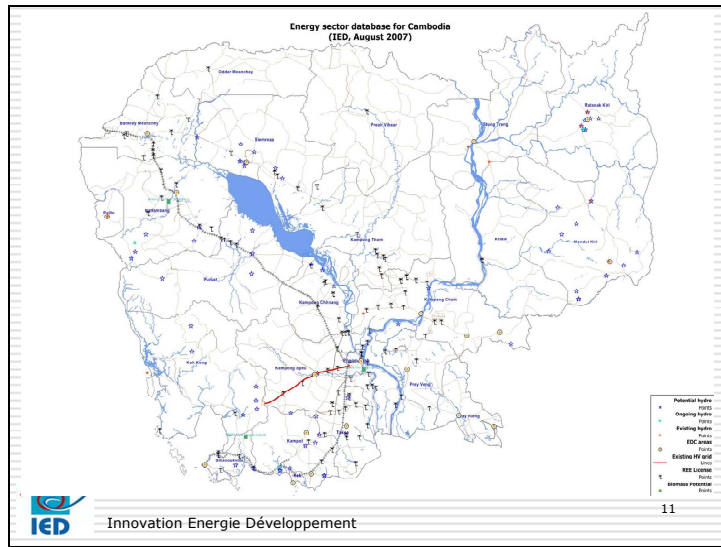 Energy sector database for Cambodia
(IED, August 2007)
Oddar Meanchey
Banteay Meanchey
Siemreap
Preah Vihear
Stung Treng
Ratanak Kiri
Battambang
Pailin
Kampong Thom
Kratie
Mondul Kiri
Pursat
Kampong Chhnang
Kampong Cham
Koh Kong
Kampong Speu
Prey Veng
Svay Rieng
Takeo
Kampot
Sihanoukville
Kep
Potential hydro
Points
Ongoing hydro
Points
Existing hydro
Points
EDC areas
Points
Existing HV grid
Lines
REE License
Points
Biomass Potential
Points
11
IED
Innovation Energie Développement